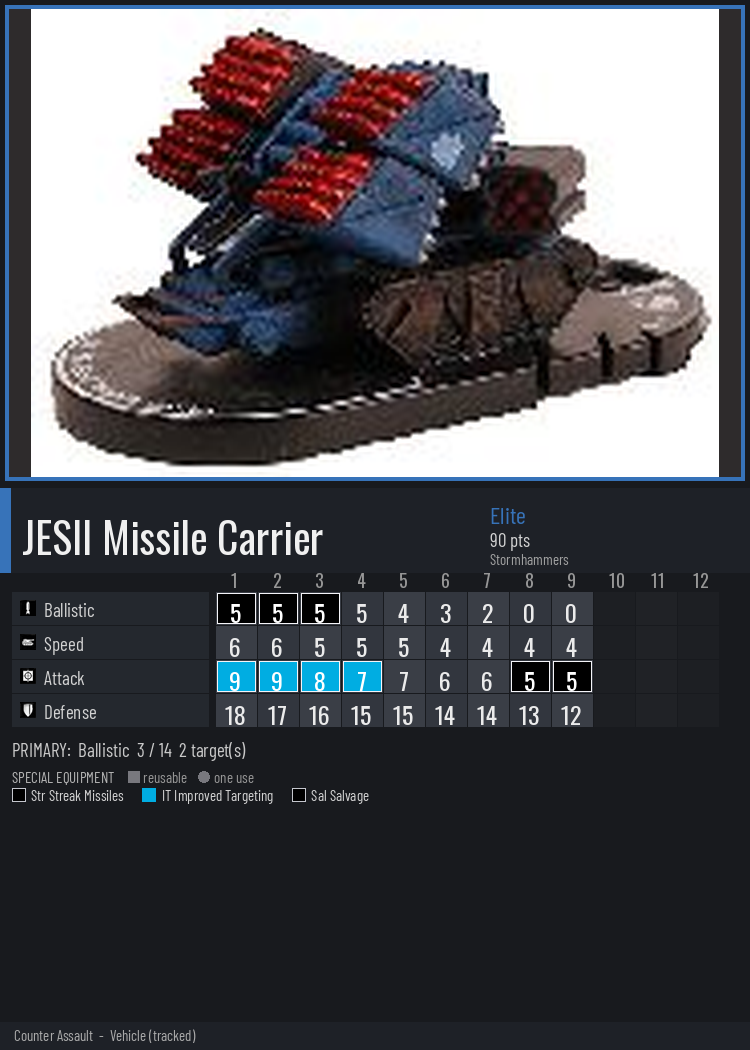 JESII Missile Carrier
Elite
90 pts
Stormhammers
1 2 3 4 5 6 7 8 9 10 11 12
Ballistic 5 5 5 5 4 3 2 0 0
Speed 6 6 5 5 5 4 4 4 4
Attack 9 9 8 7 7 6 6 5 5
Defense 18 17 16 15 15 14 14 13 12
PRIMARY: Ballistic 3 / 14 2 target(s)
SPECIAL EQUIPMENT reusable one use
Str Streak Missiles IT Improved Targeting Sal Salvage
Counter Assault - Vehicle (tracked)